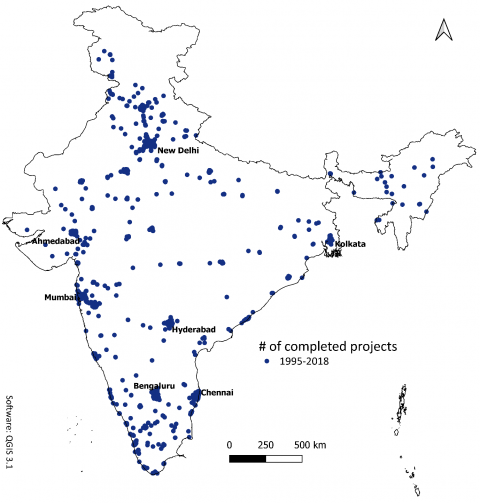 New Delhi
Ahmedabad
Kolkata
Mumbai
Hyderabad
# of completed projects
1995-2018
Bengaluru
Chennai
0 250 500 km
Software: QGIS 3.1